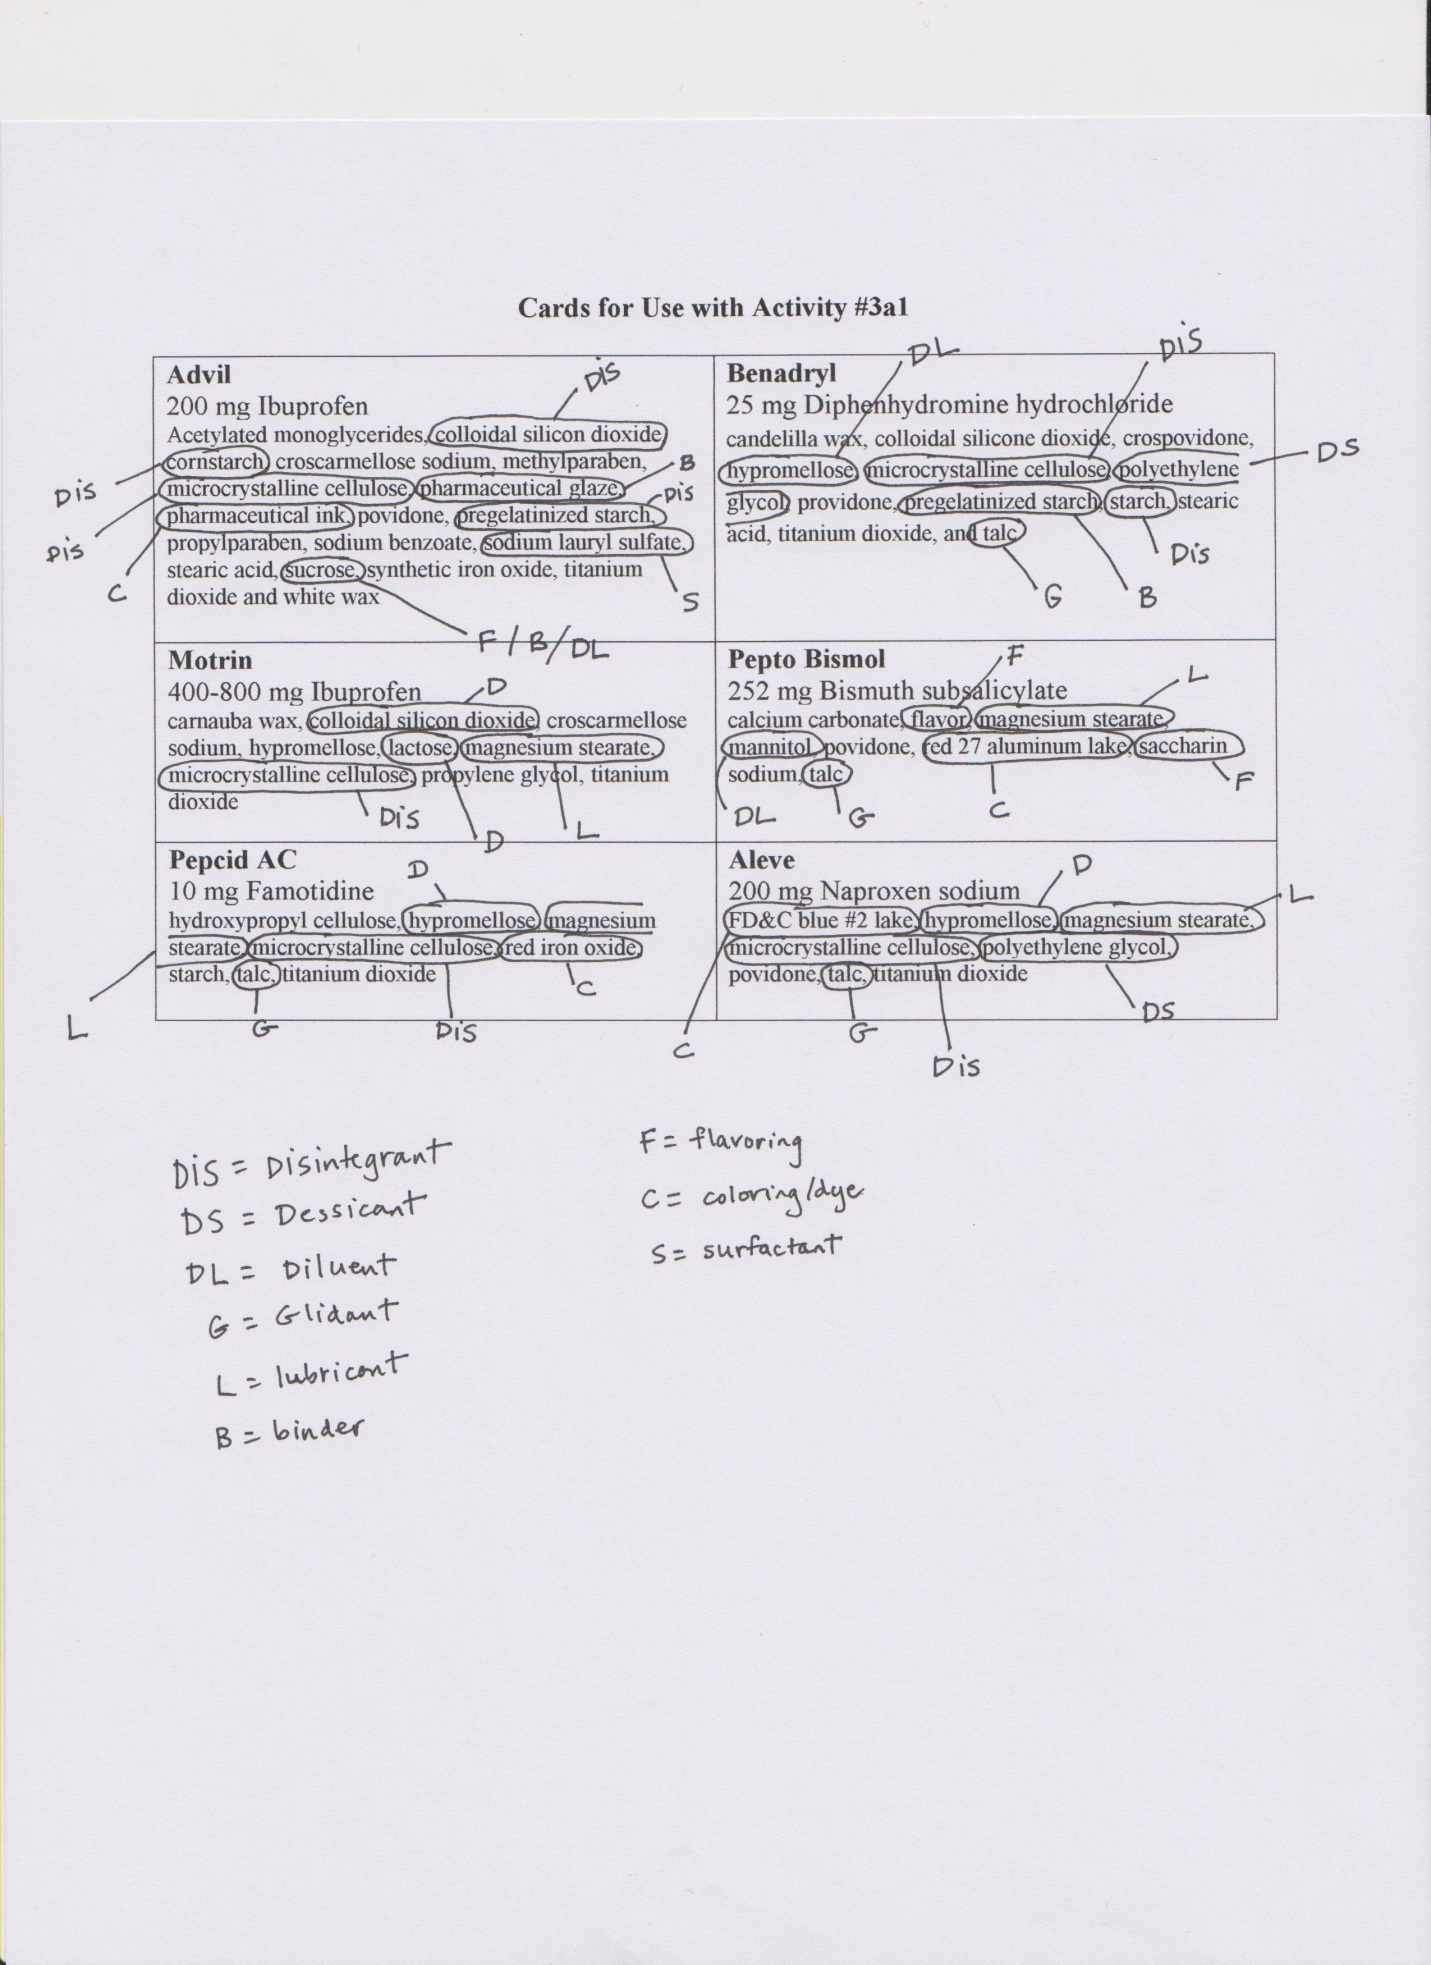 Cards for Use with Activity #3a1
Advil
200 mg Ibuprofen
Dis
Acetylated monoglycerides, colloidal silicon dioxide,
cornstarch, croscarmellose sodium, methylparaben,
B
Dis
microcrystalline cellulose, pharmaceutical glaze,
Dis
pharmaceutical ink, povidone, pregelatinized starch,
Dis
propylparaben, sodium benzoate, sodium lauryl sulfate,
stearic acid, sucrose, synthetic iron oxide, titanium
C
dioxide and white wax
S
F/B/DL
DL
Dis
Benadryl
25 mg Diphenhydromine hydrochloride
candelilla wax, colloidal silicone dioxide, crospovidone,
DS
hypromellose, microcrystalline cellulose, polyethylene
glycol, providone, pregelatinized starch, starch, stearic
acid, titanium dioxide, and talc
Dis
G
B
Motrin
400-800 mg Ibuprofen
D
carnauba wax, colloidal silicon dioxide, croscarmellose
sodium, hypromellose, lactose, magnesium stearate,
microcrystalline cellulose, propylene glycol, titanium
dioxide
Dis
D
L
Pepto Bismol
F
252 mg Bismuth subsalicylate
L
calcium carbonate, flavor, magnesium stearate,
mannitol, povidone, red 27 aluminum lake, saccharin
sodium, talc
F
DL
G
C
Pepcid AC
D
10 mg Famotidine
hydroxypropyl cellulose, hypromellose, magnesium
stearate, microcrystalline cellulose, red iron oxide,
starch, talc, titanium dioxide
C
L
G
Dis
Aleve
D
200 mg Naproxen sodium
L
FD&C blue #2 lake, hypromellose, magnesium stearate,
microcrystalline cellulose, polyethylene glycol,
povidone, talc, titanium dioxide
DS
G
C
Dis
Dis = Disintegrant
DS = Dessicant
DL = Diluent
G = Glidant
L = lubricant
B = binder
F = flavoring
C = coloring/dye
S = surfactant